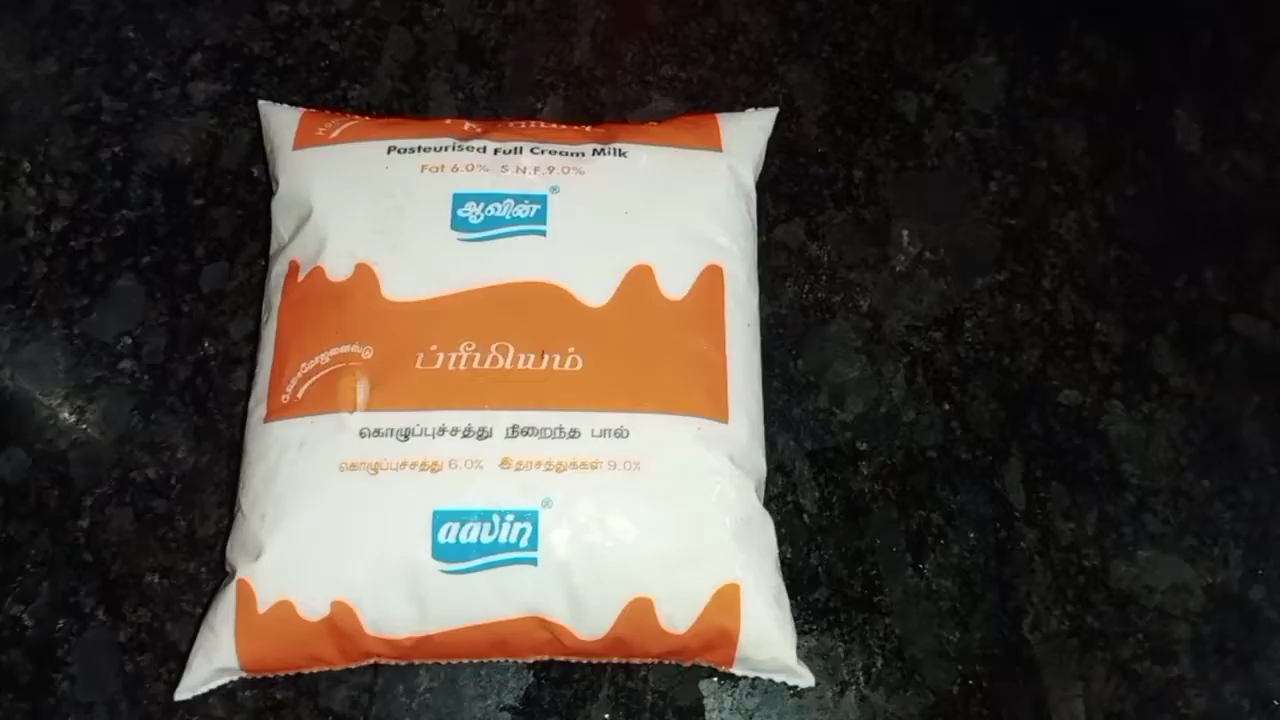 Pasteurised Full Cream Milk
Fat 6.0% S.N.F.9.0%
ஆவின் ®
ப்ரீமியம்
கொழுப்புச்சத்து நிறைந்த பால்
கொழுப்புச்சத்து 6.0% இதரசத்துக்கள் 9.0%
aavin ®